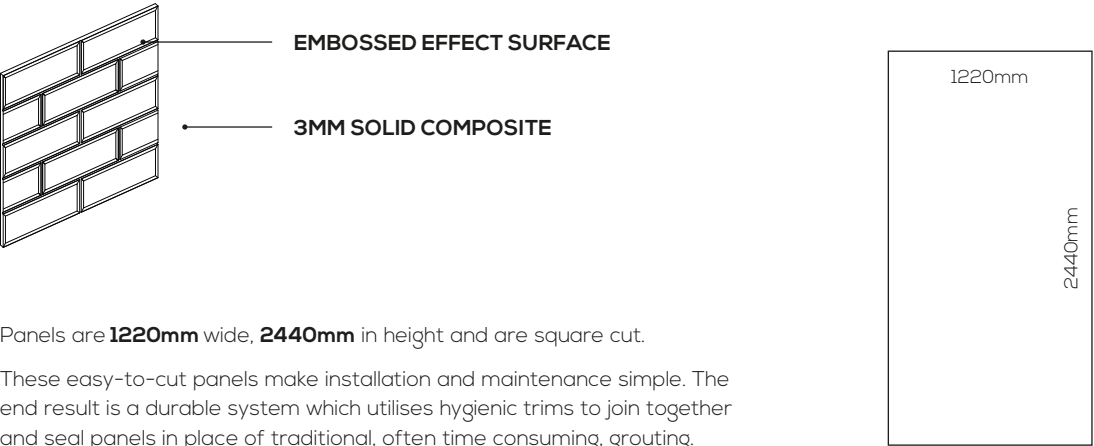 EMBOSSED EFFECT SURFACE
3MM SOLID COMPOSITE
1220mm
2440mm
Panels are 1220mm wide, 2440mm in height and are square cut.
These easy-to-cut panels make installation and maintenance simple. The
end result is a durable system which utilises hygienic trims to join together
and seal panels in place of traditional, often time consuming, grouting.